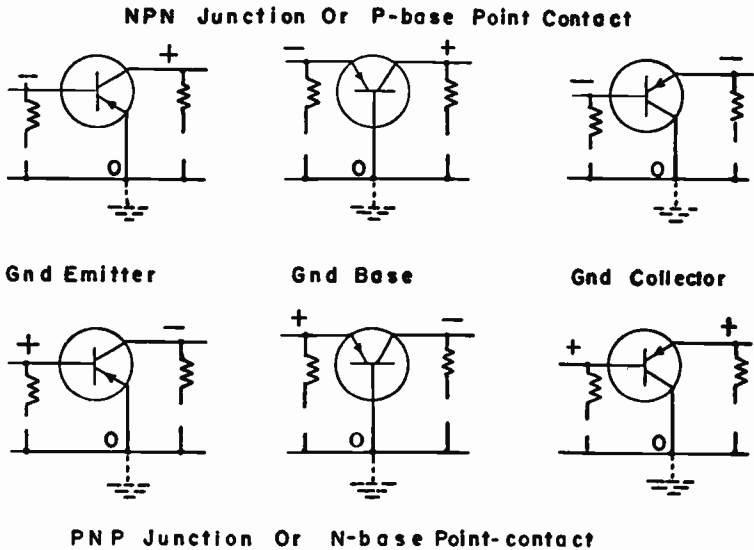 NPN Junction Or P-base Point Contact
− + − + − −
O O O
Gnd Emitter Gnd Base Gnd Collector
+ − + − + +
O O O
PNP Junction Or N-base Point-contact